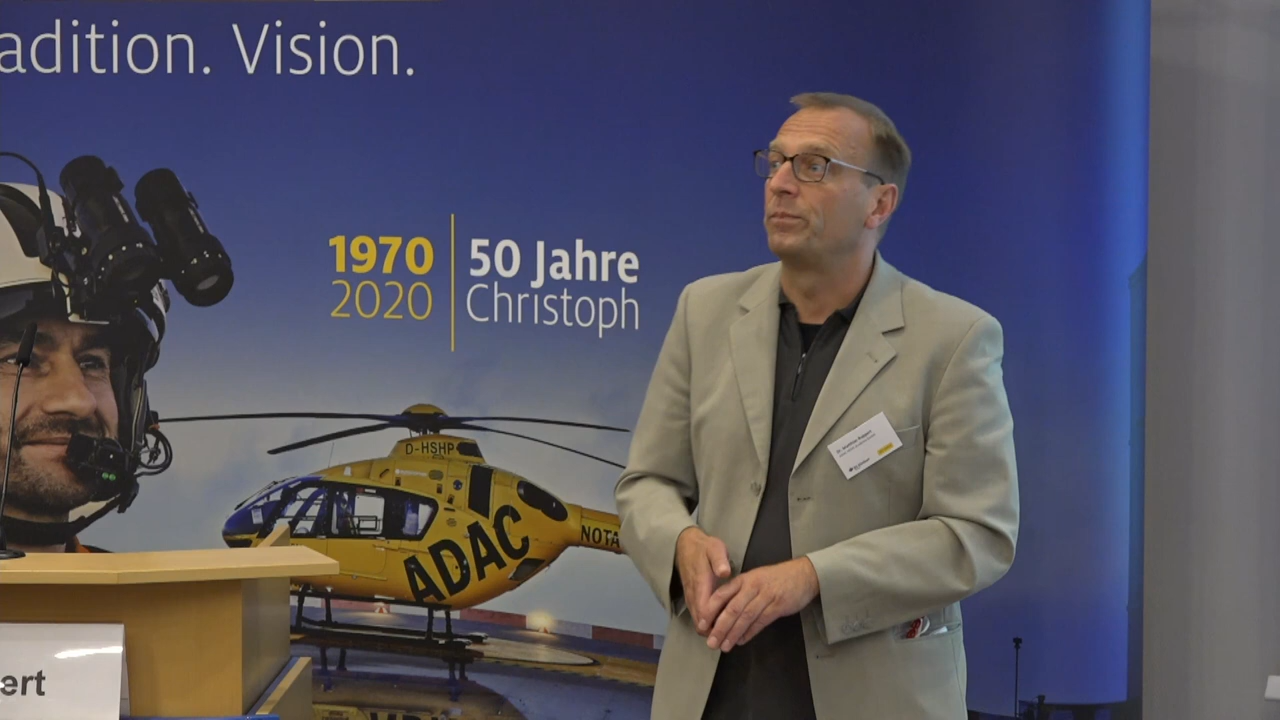 adition. Vision.
1970
2020
50 Jahre
Christoph
D-HSHP
ADAC
NOTA
ert